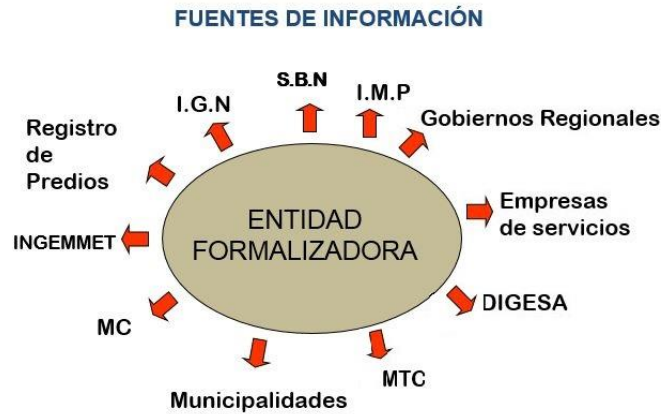 FUENTES DE INFORMACIÓN
S.B.N
I.M.P
I.G.N
Gobiernos Regionales
Registro
de
Predios
Empresas
de servicios
ENTIDAD
FORMALIZADORA
INGEMMET
DIGESA
MC
MTC
Municipalidades